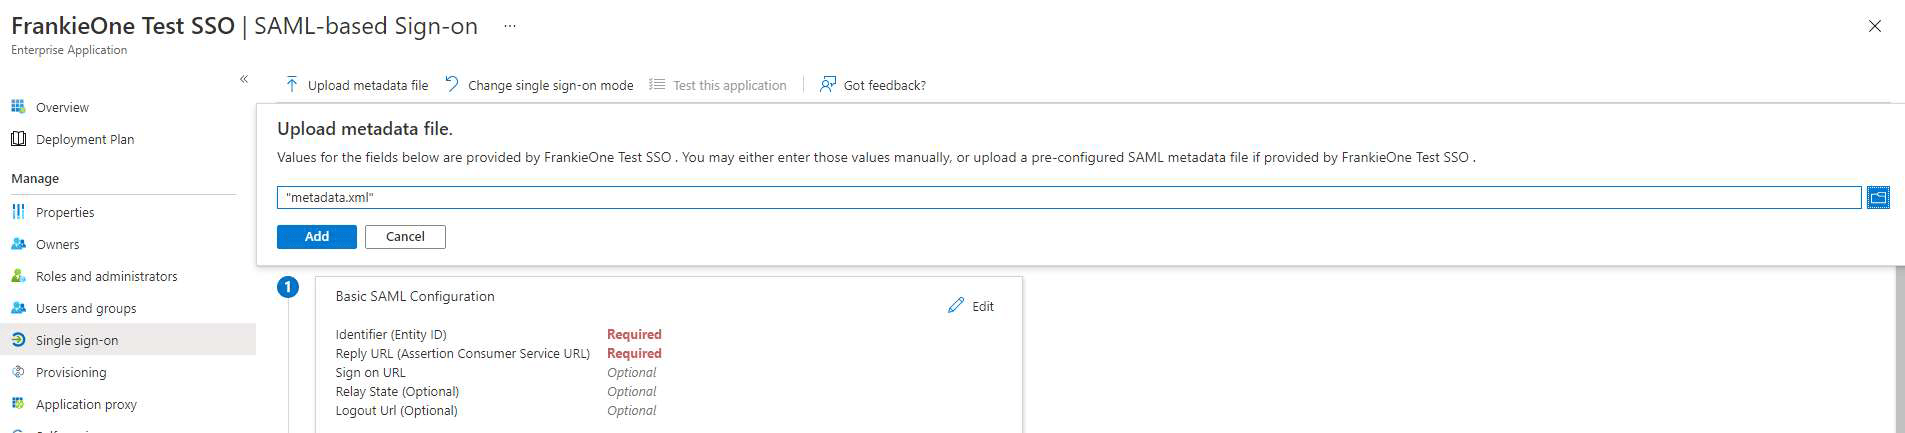 FrankieOne Test SSO | SAML-based Sign-on ...
Enterprise Application
«
Upload metadata file Change single sign-on mode Test this application Got feedback?
Overview
Deployment Plan
Manage
Properties
Owners
Roles and administrators
Users and groups
Single sign-on
Provisioning
Application proxy
Upload metadata file.
Values for the fields below are provided by FrankieOne Test SSO . You may either enter those values manually, or upload a pre-configured SAML metadata file if provided by FrankieOne Test SSO .
"metadata.xml"
Add Cancel
1
Basic SAML Configuration
Edit
Identifier (Entity ID) Required
Reply URL (Assertion Consumer Service URL) Required
Sign on URL Optional
Relay State (Optional) Optional
Logout Url (Optional) Optional